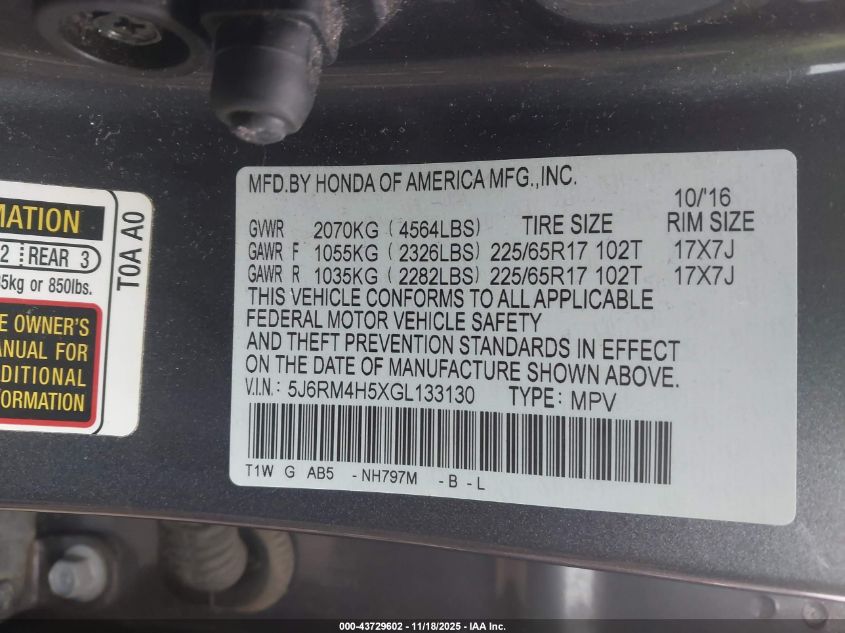 MFD.BY HONDA OF AMERICA MFG.,INC.
10/'16
GVWR 2070KG ( 4564LBS) TIRE SIZE RIM SIZE
GAWR F 1055KG ( 2326LBS) 225/65R17 102T 17X7J
GAWR R 1035KG ( 2282LBS) 225/65R17 102T 17X7J
THIS VEHICLE CONFORMS TO ALL APPLICABLE
FEDERAL MOTOR VEHICLE SAFETY
AND THEFT PREVENTION STANDARDS IN EFFECT
ON THE DATE OF MANUFACTURE SHOWN ABOVE.
V.I.N.: 5J6RM4H5XGL133130 TYPE: MPV
T1W G AB5 - NH797M - B - L
MATION
2 REAR 3
5kg or 850lbs.
E OWNER'S
ANUAL FOR
DITIONAL
FORMATION
T0A A0
000-43729602 - 11/18/2025 - IAA Inc.